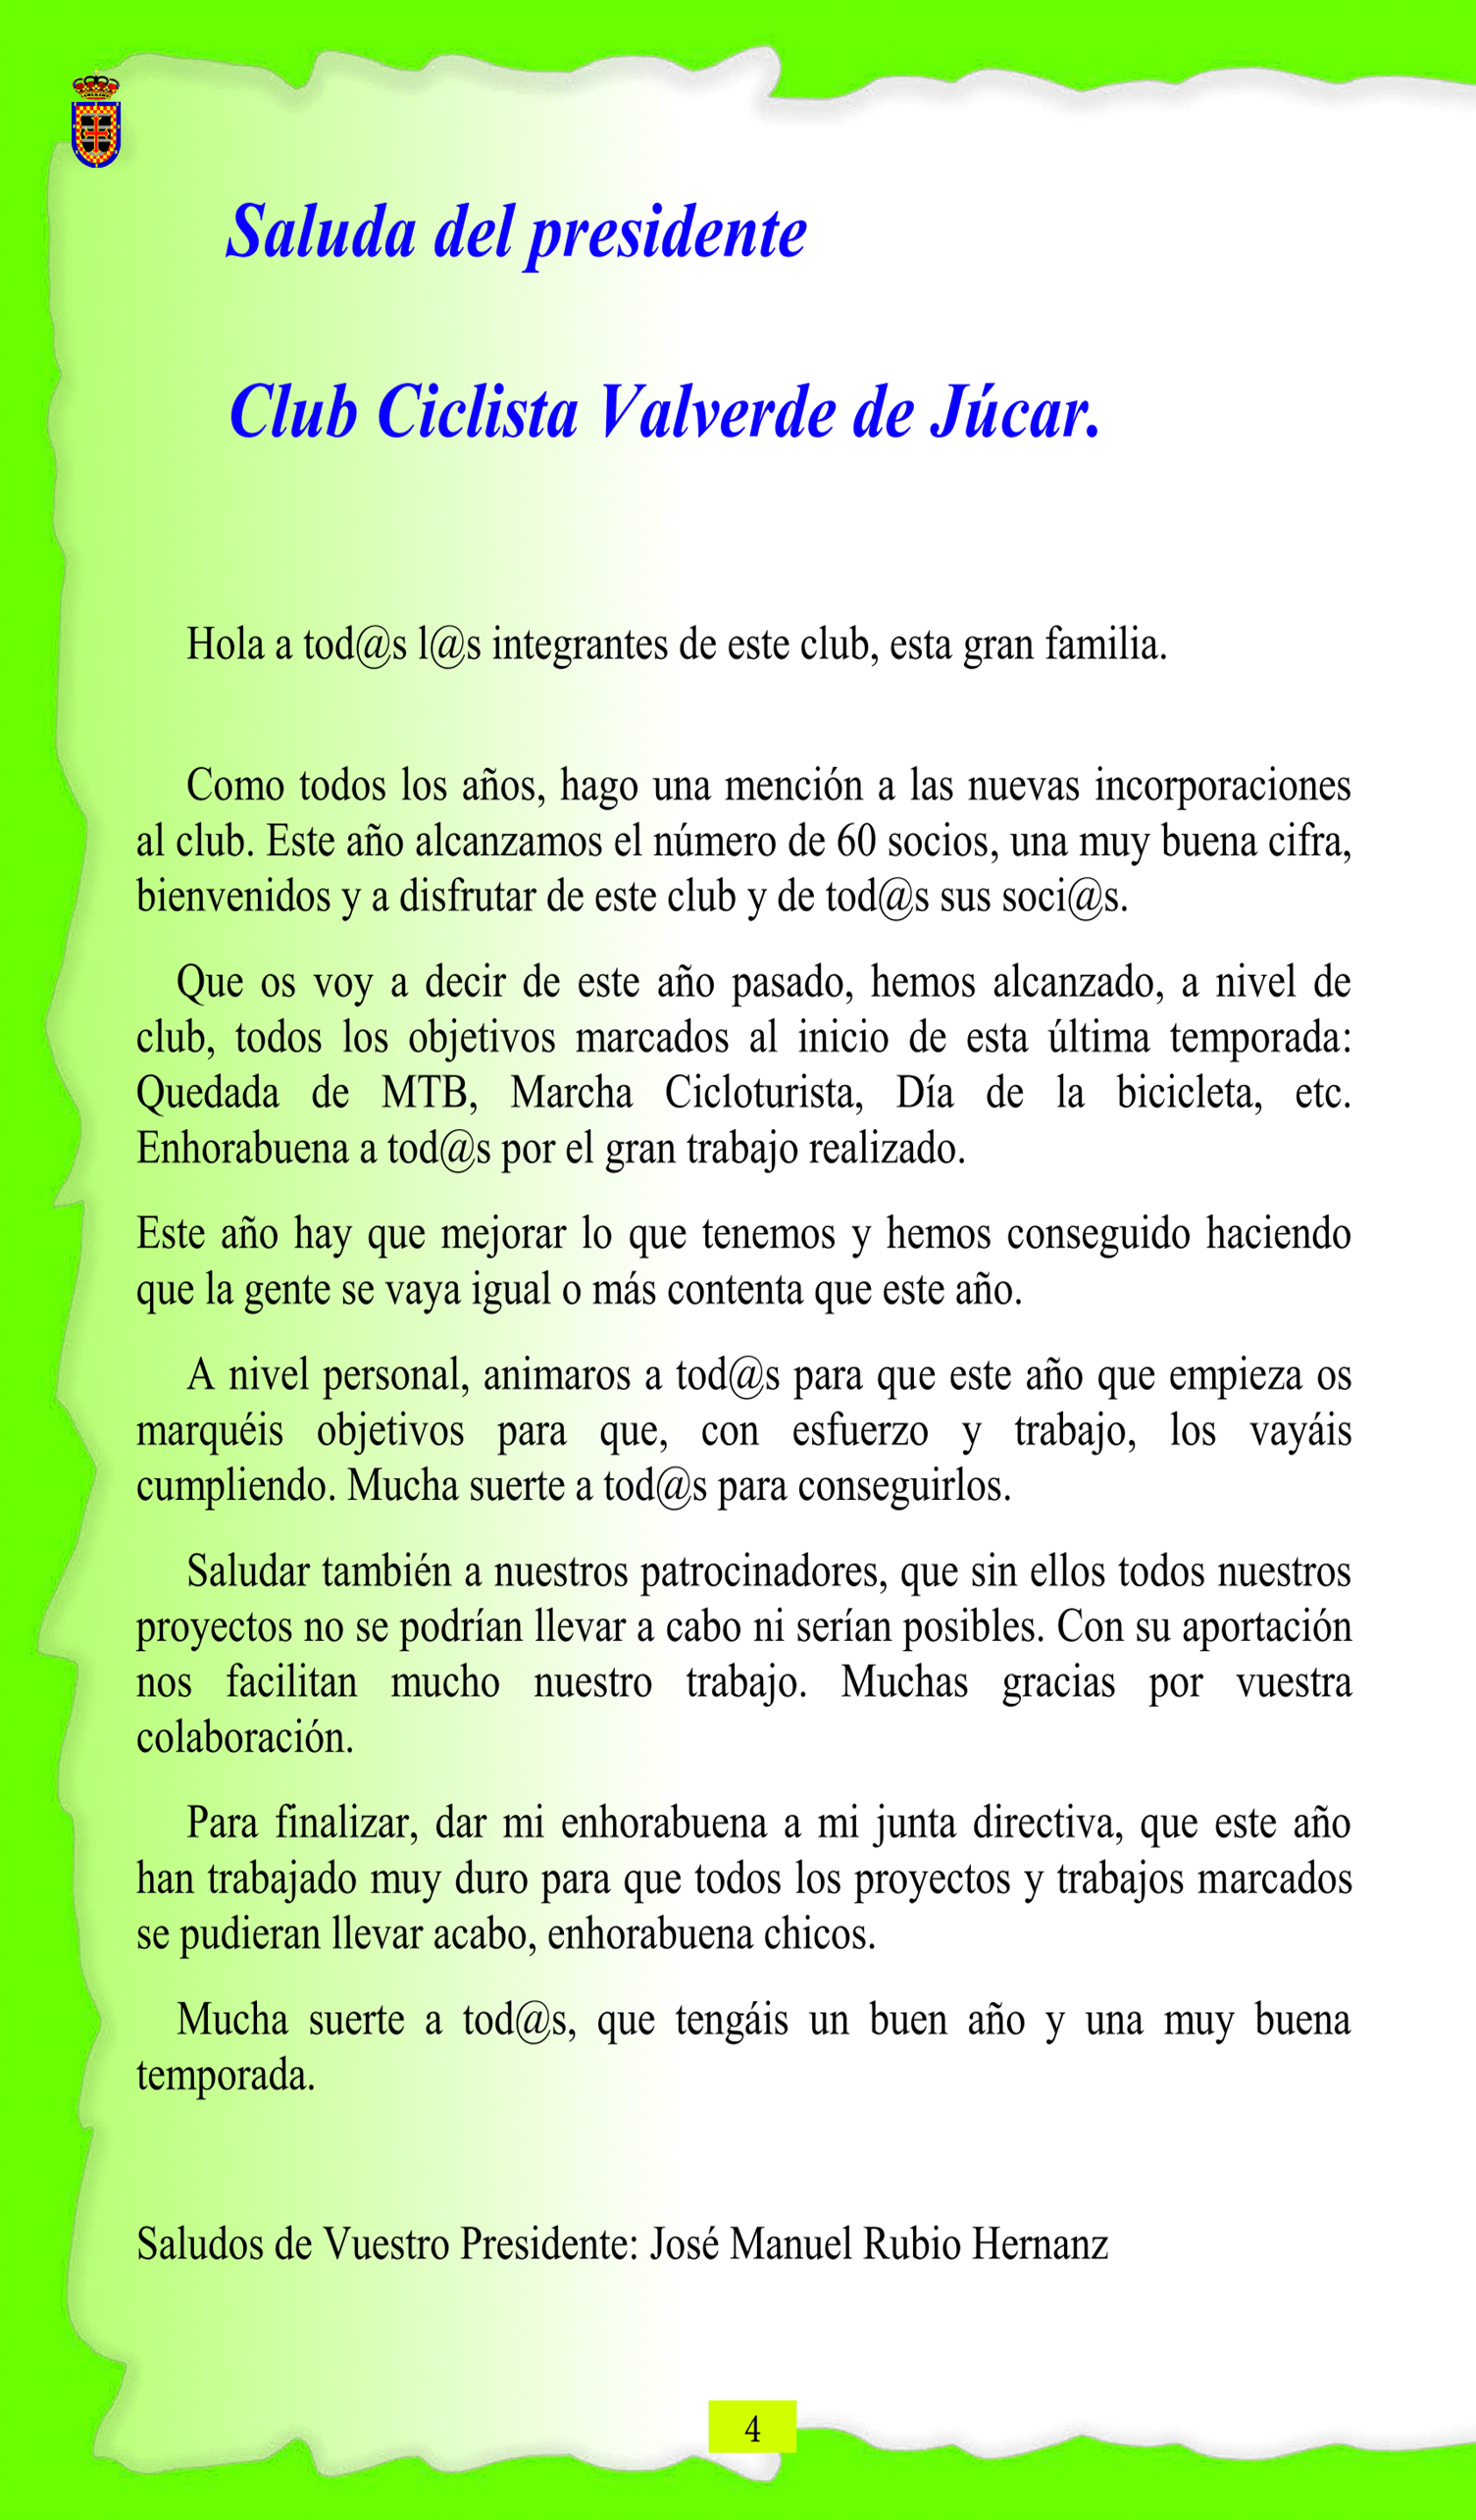 Saluda del presidente
Club Ciclista Valverde de Júcar.
Hola a tod@s l@s integrantes de este club, esta gran familia.
Como todos los años, hago una mención a las nuevas incorporaciones
al club. Este año alcanzamos el número de 60 socios, una muy buena cifra,
bienvenidos y a disfrutar de este club y de tod@s sus soci@s.
Que os voy a decir de este año pasado, hemos alcanzado, a nivel de
club, todos los objetivos marcados al inicio de esta última temporada:
Quedada de MTB, Marcha Cicloturista, Día de la bicicleta, etc.
Enhorabuena a tod@s por el gran trabajo realizado.
Este año hay que mejorar lo que tenemos y hemos conseguido haciendo
que la gente se vaya igual o más contenta que este año.
A nivel personal, animaros a tod@s para que este año que empieza os
marquéis objetivos para que, con esfuerzo y trabajo, los vayáis
cumpliendo. Mucha suerte a tod@s para conseguirlos.
Saludar también a nuestros patrocinadores, que sin ellos todos nuestros
proyectos no se podrían llevar a cabo ni serían posibles. Con su aportación
nos facilitan mucho nuestro trabajo. Muchas gracias por vuestra
colaboración.
Para finalizar, dar mi enhorabuena a mi junta directiva, que este año
han trabajado muy duro para que todos los proyectos y trabajos marcados
se pudieran llevar acabo, enhorabuena chicos.
Mucha suerte a tod@s, que tengáis un buen año y una muy buena
temporada.
Saludos de Vuestro Presidente: José Manuel Rubio Hernanz
4